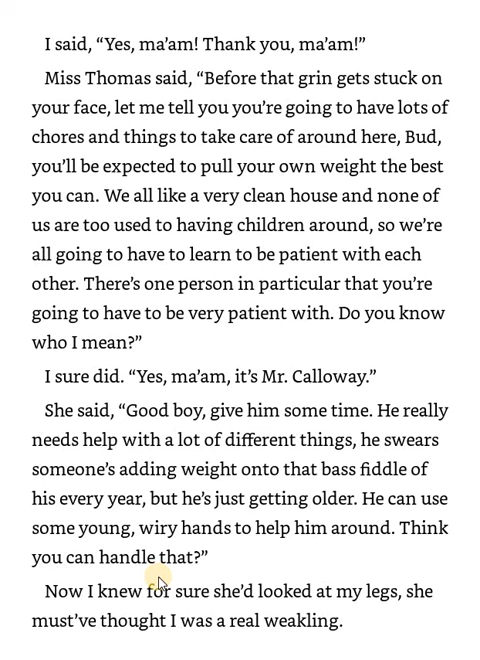 I said, “Yes, ma’am! Thank you, ma’am!”
Miss Thomas said, “Before that grin gets stuck on
your face, let me tell you you’re going to have lots of
chores and things to take care of around here, Bud,
you’ll be expected to pull your own weight the best
you can. We all like a very clean house and none of
us are too used to having children around, so we’re
all going to have to learn to be patient with each
other. There’s one person in particular that you’re
going to have to be very patient with. Do you know
who I mean?”
I sure did. “Yes, ma’am, it’s Mr. Calloway.”
She said, “Good boy, give him some time. He really
needs help with a lot of different things, he swears
someone’s adding weight onto that bass fiddle of
his every year, but he’s just getting older. He can use
some young, wiry hands to help him around. Think
you can handle that?”
Now I knew for sure she’d looked at my legs, she
must’ve thought I was a real weakling.